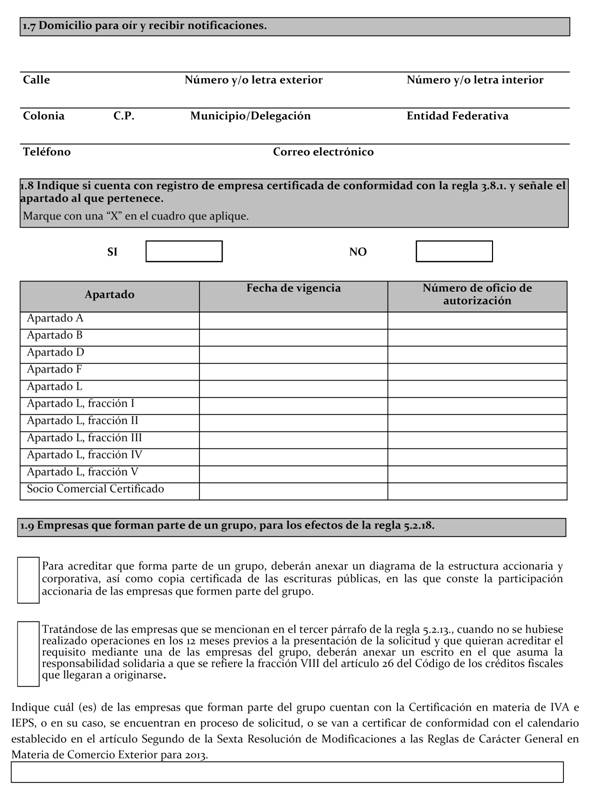 1.7 Domicilio para oír y recibir notificaciones.
Calle Número y/o letra exterior Número y/o letra interior
Colonia C.P. Municipio/Delegación Entidad Federativa
Teléfono Correo electrónico
1.8 Indique si cuenta con registro de empresa certificada de conformidad con la regla 3.8.1. y señale el
apartado al que pertenece.
Marque con una “X” en el cuadro que aplique.
SI NO
Apartado Fecha de vigencia Número de oficio de
autorización
Apartado A
Apartado B
Apartado D
Apartado F
Apartado L
Apartado L, fracción I
Apartado L, fracción II
Apartado L, fracción III
Apartado L, fracción IV
Apartado L, fracción V
Socio Comercial Certificado
1.9 Empresas que forman parte de un grupo, para los efectos de la regla 5.2.18.
Para acreditar que forma parte de un grupo, deberán anexar un diagrama de la estructura accionaria y
corporativa, así como copia certificada de las escrituras públicas, en las que conste la participación
accionaria de las empresas que formen parte del grupo.
Tratándose de las empresas que se mencionan en el tercer párrafo de la regla 5.2.13., cuando no se hubiese
realizado operaciones en los 12 meses previos a la presentación de la solicitud y que quieran acreditar el
requisito mediante una de las empresas del grupo, deberán anexar un escrito en el que asuma la
responsabilidad solidaria a que se refiere la fracción VIII del artículo 26 del Código de los créditos fiscales
que llegaran a originarse.
Indique cuál (es) de las empresas que forman parte del grupo cuentan con la Certificación en materia de IVA e
IEPS, o en su caso, se encuentran en proceso de solicitud, o se van a certificar de conformidad con el calendario
establecido en el artículo Segundo de la Sexta Resolución de Modificaciones a las Reglas de Carácter General en
Materia de Comercio Exterior para 2013.